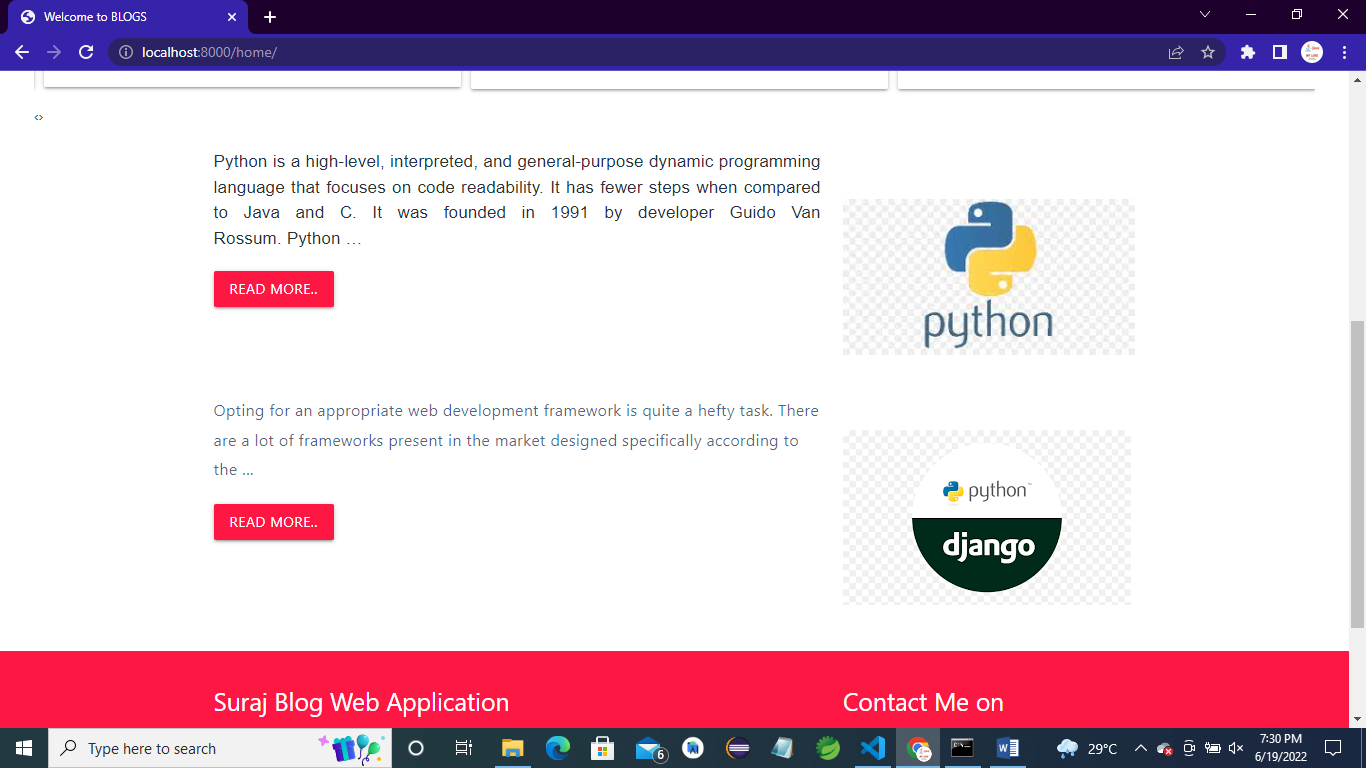 Welcome to BLOGS
localhost:8000/home/
‹›
Python is a high-level, interpreted, and general-purpose dynamic programming
language that focuses on code readability. It has fewer steps when compared
to Java and C. It was founded in 1991 by developer Guido Van
Rossum. Python …
READ MORE..
python
Opting for an appropriate web development framework is quite a hefty task. There
are a lot of frameworks present in the market designed specifically according to
the …
READ MORE..
python™
django
Suraj Blog Web Application
Contact Me on
Type here to search
6
29°C
7:30 PM
6/19/2022